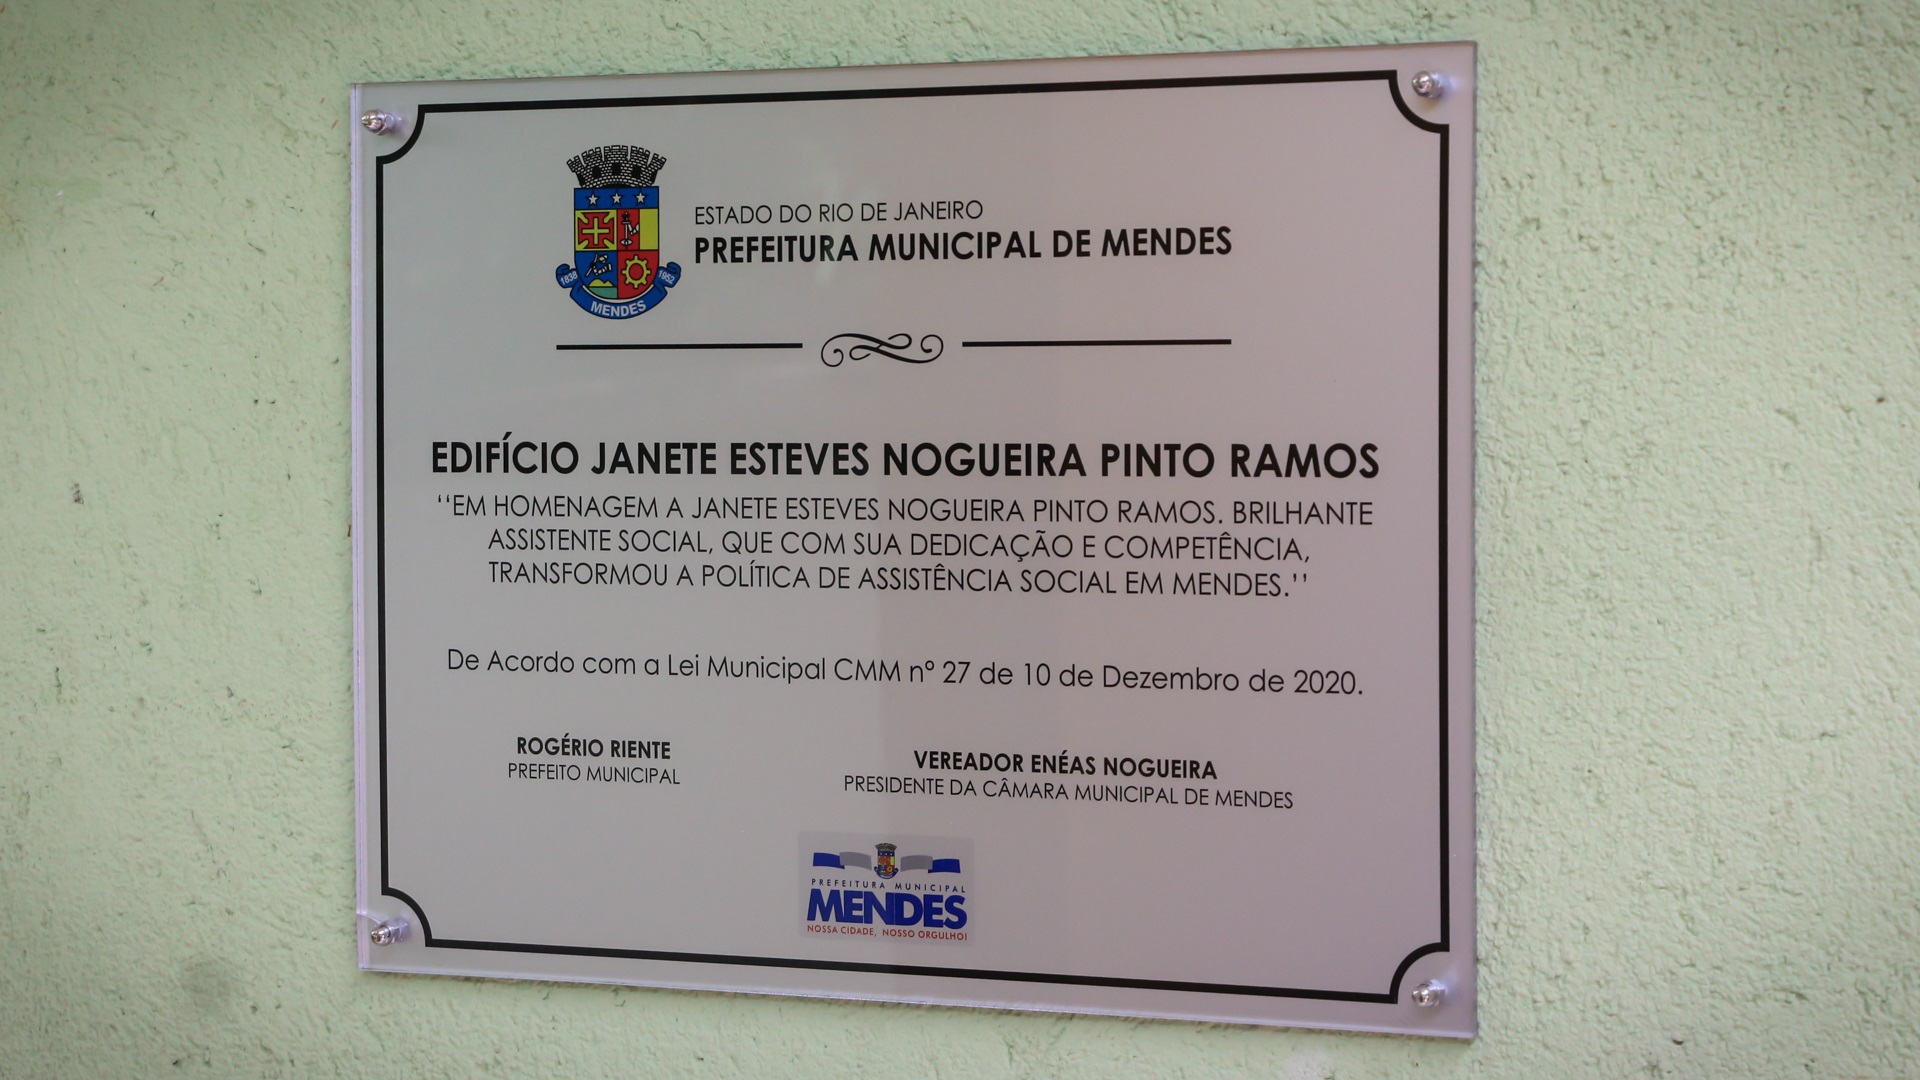 ESTADO DO RIO DE JANEIRO
PREFEITURA MUNICIPAL DE MENDES
1838 1952
MENDES
EDIFÍCIO JANETE ESTEVES NOGUEIRA PINTO RAMOS
‘‘EM HOMENAGEM A JANETE ESTEVES NOGUEIRA PINTO RAMOS. BRILHANTE
ASSISTENTE SOCIAL, QUE COM SUA DEDICAÇÃO E COMPETÊNCIA,
TRANSFORMOU A POLÍTICA DE ASSISTÊNCIA SOCIAL EM MENDES.’’
De Acordo com a Lei Municipal CMM nº 27 de 10 de Dezembro de 2020.
ROGÉRIO RIENTE
PREFEITO MUNICIPAL
VEREADOR ENÉAS NOGUEIRA
PRESIDENTE DA CÂMARA MUNICIPAL DE MENDES
PREFEITURA MUNICIPAL
MENDES
NOSSA CIDADE, NOSSO ORGULHO!